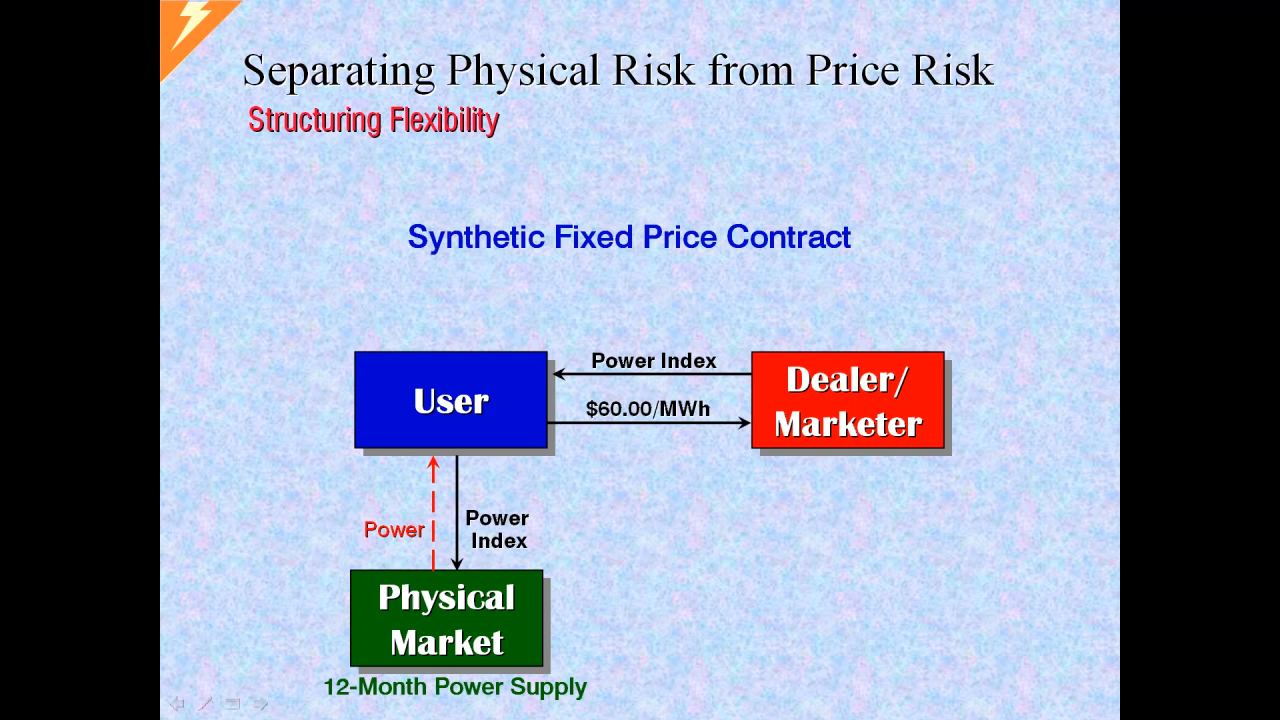 Separating Physical Risk from Price Risk
Structuring Flexibility
Synthetic Fixed Price Contract
Power Index
User
$60.00/MWh
Dealer/
Marketer
Power
Power
Index
Physical
Market
12-Month Power Supply